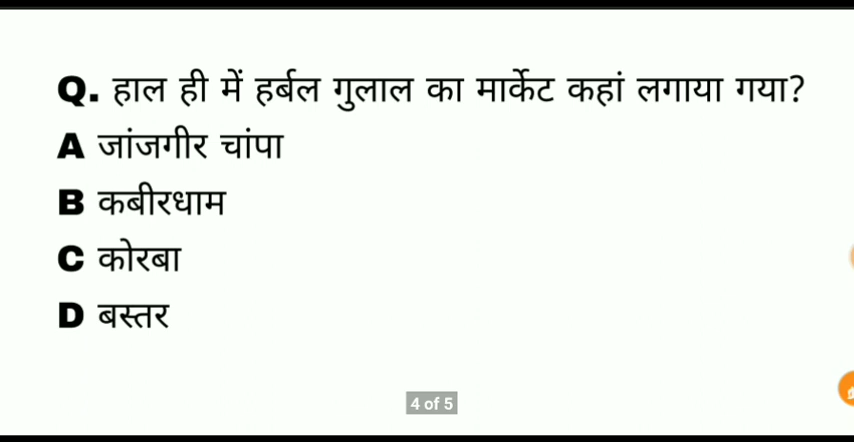 Q. हाल ही में हर्बल गुलाल का मार्केट कहां लगाया गया?
A जांजगीर चांपा
B कबीरधाम
C कोरबा
D बस्तर
4 of 5